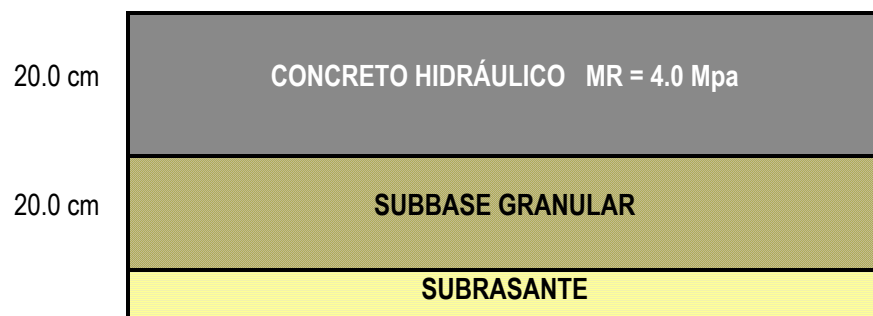 20.0 cm CONCRETO HIDRÁULICO MR = 4.0 Mpa
20.0 cm SUBBASE GRANULAR
SUBRASANTE